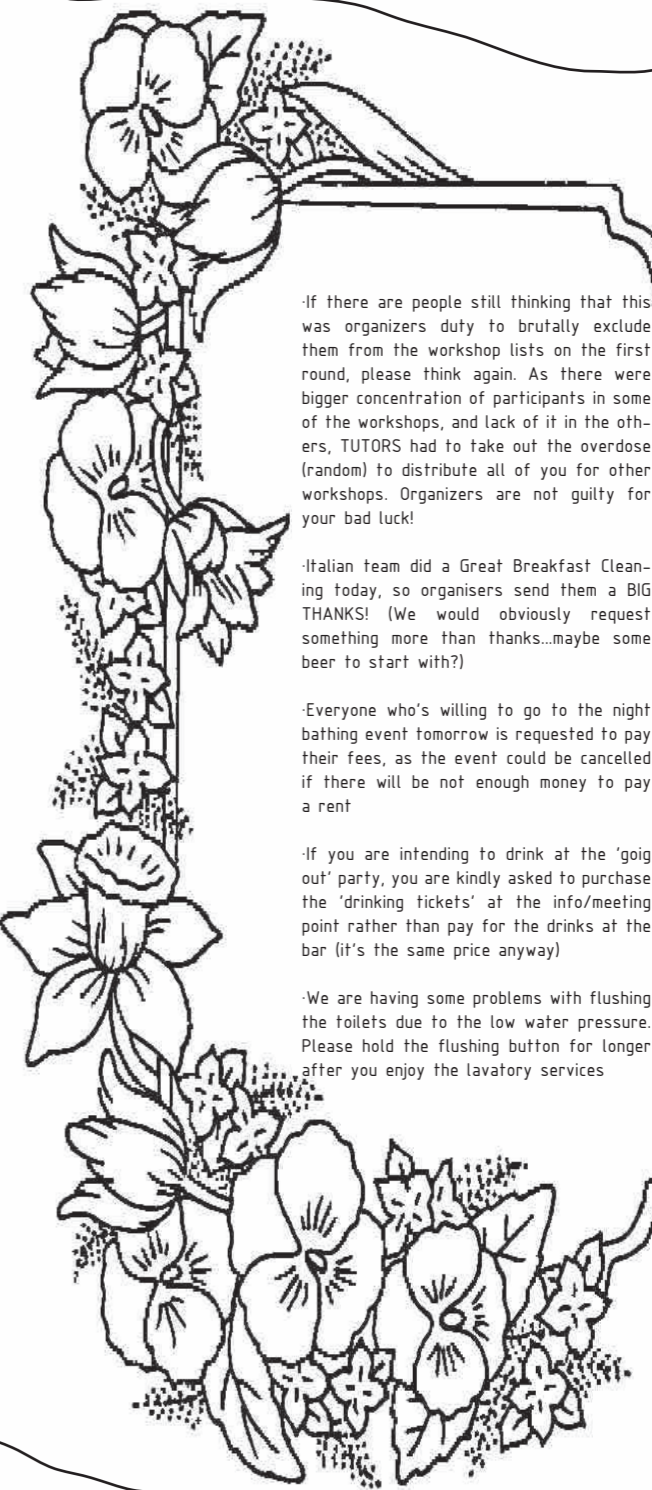 ·If there are people still thinking that this
was organizers duty to brutally exclude
them from the workshop lists on the first
round, please think again. As there were
bigger concentration of participants in some
of the workshops, and lack of it in the oth-
ers, TUTORS had to take out the overdose
(random) to distribute all of you for other
workshops. Organizers are not guilty for
your bad luck!
·Italian team did a Great Breakfast Clean-
ing today, so organisers send them a BIG
THANKS! (We would obviously request
something more than thanks...maybe some
beer to start with?)
·Everyone who's willing to go to the night
bathing event tomorrow is requested to pay
their fees, as the event could be cancelled
if there will be not enough money to pay
a rent
·If you are intending to drink at the 'goig
out' party, you are kindly asked to purchase
the 'drinking tickets' at the info/meeting
point rather than pay for the drinks at the
bar (it's the same price anyway)
·We are having some problems with flushing
the toilets due to the low water pressure.
Please hold the flushing button for longer
after you enjoy the lavatory services